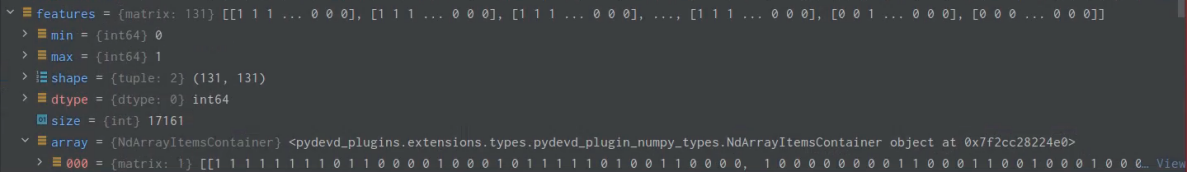 features = {matrix: 131} [[1 1 1 ... 0 0 0], [1 1 1 ... 0 0 0], [1 1 1 ... 0 0 0], ..., [1 1 1 ... 0 0 0], [0 0 1 ... 0 0 0], [0 0 0 ... 0 0 0]]
min = {int64} 0
max = {int64} 1
shape = {tuple: 2} (131, 131)
dtype = {dtype: 0} int64
size = {int} 17161
array = {NdArrayItemsContainer} <pydevd_plugins.extensions.types.pydevd_plugin_numpy_types.NdArrayItemsContainer object at 0x7f2cc28224e0>
000 = {matrix: 1} [[1 1 1 1 1 1 1 1 0 1 1 0 0 0 0 1 0 0 0 1 0 1 1 1 1 1 0 1 0 0 1 1 0 0 0 0, 1 0 0 0 0 0 0 0 0 1 1 0 0 0 1 1 0 0 1 0 0 0 1 0 0 0... View